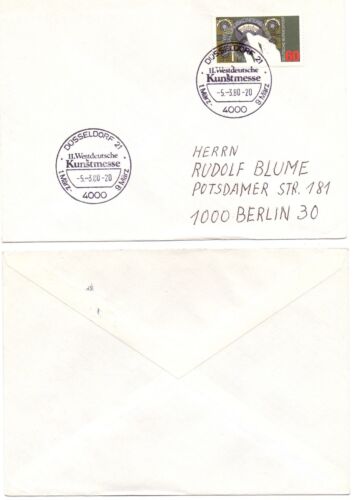 60
DÜSSELDORF 21
11. Westdeutsche
Kunstmesse
1. März - 9. März
-5.-3.80-20
4000
DÜSSELDORF 21
11. Westdeutsche
Kunstmesse
1. März - 9. März
-5.-3.80-20
4000
HERRN
RUDOLF BLUME
POTSDAMER STR. 181
1000 BERLIN 30